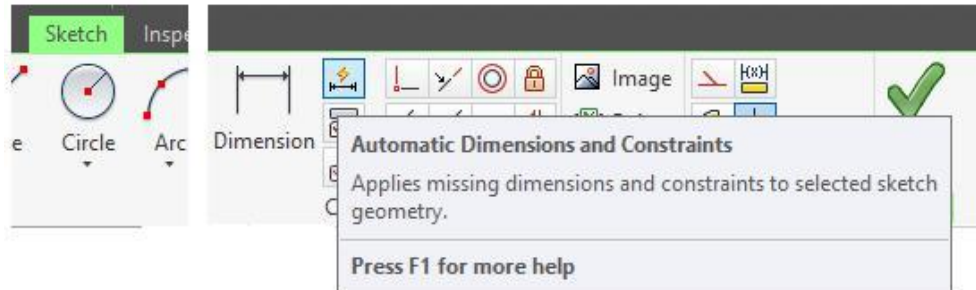 Sketch Inspe
Image
H(x)H
e Circle Arc Dimension
Automatic Dimensions and Constraints
Applies missing dimensions and constraints to selected sketch
geometry.
Press F1 for more help